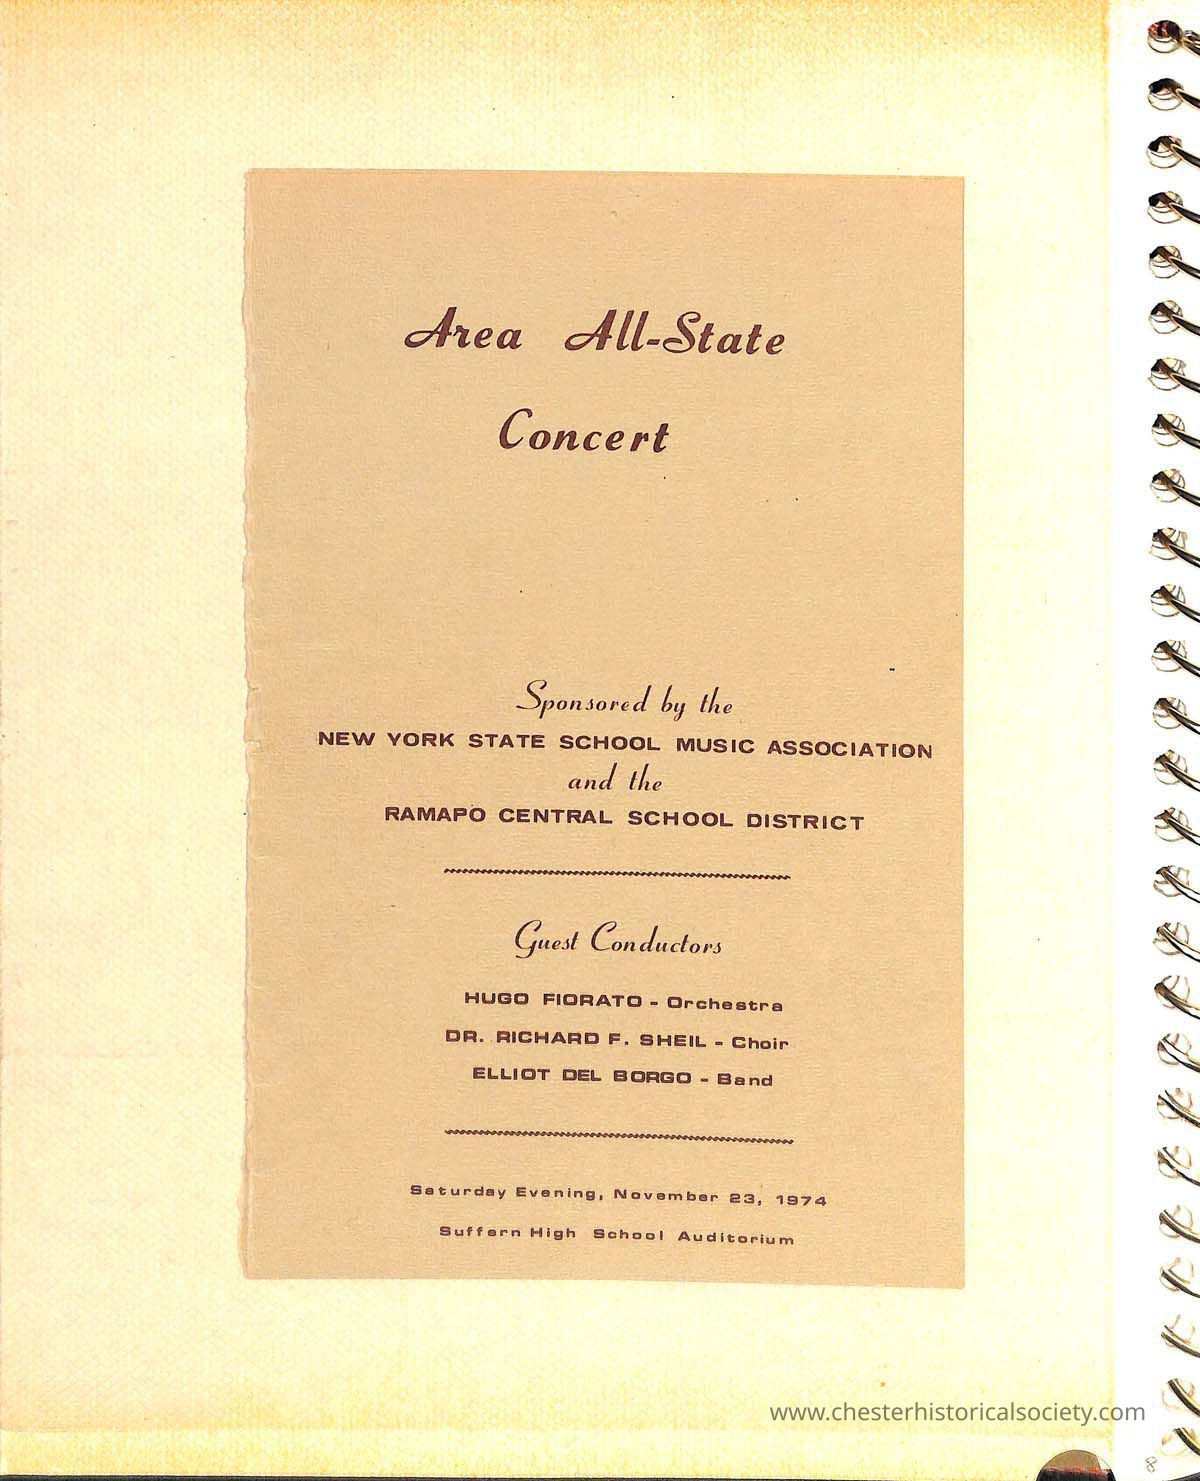 Area All-State
Concert
Sponsored by the
NEW YORK STATE SCHOOL MUSIC ASSOCIATION
and the
RAMAPO CENTRAL SCHOOL DISTRICT
Guest Conductors
HUGO FIORATO - Orchestra
DR. RICHARD F. SHEIL - Choir
ELLIOT DEL BORGO - Band
Saturday Evening, November 23, 1974
Suffern High School Auditorium
www.chesterhistoricalsociety.com
8